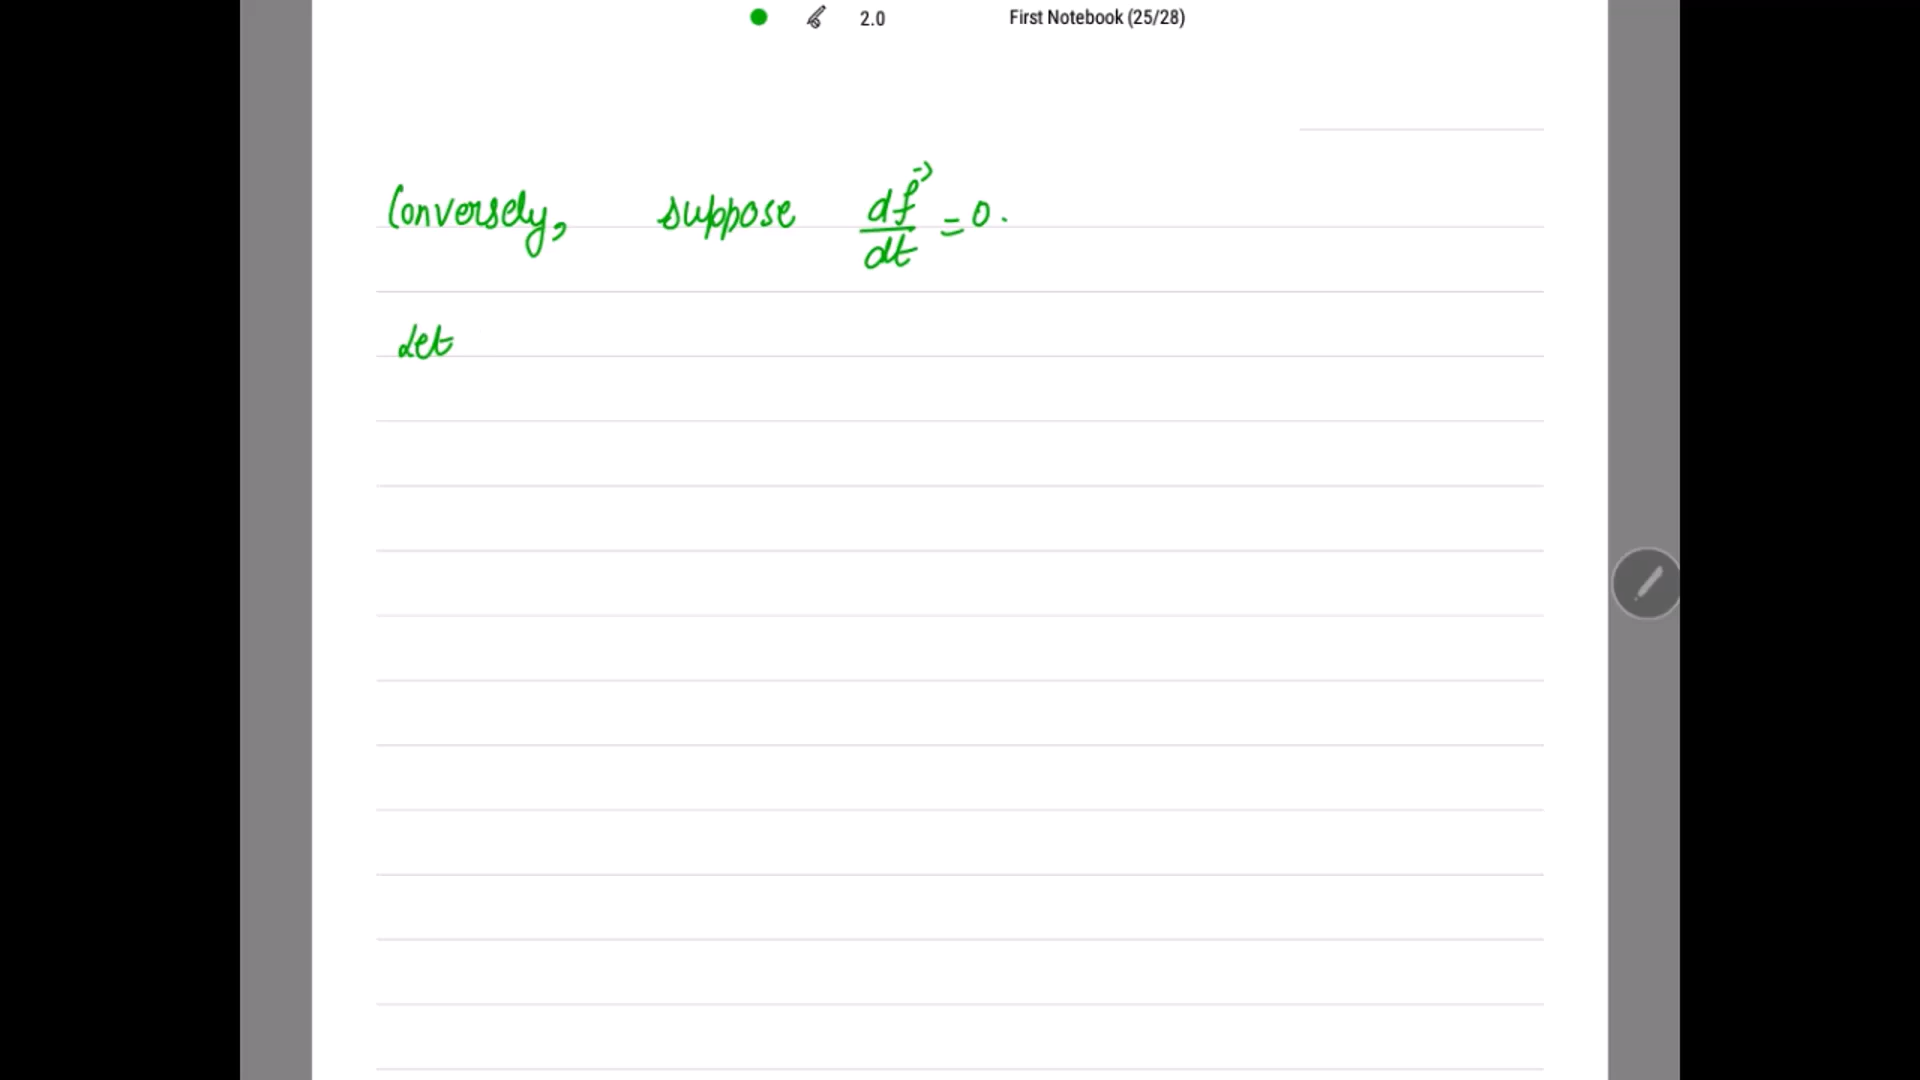 2.0 First Notebook (25/28)
Conversely, suppose df⃗/dt = 0.
Let